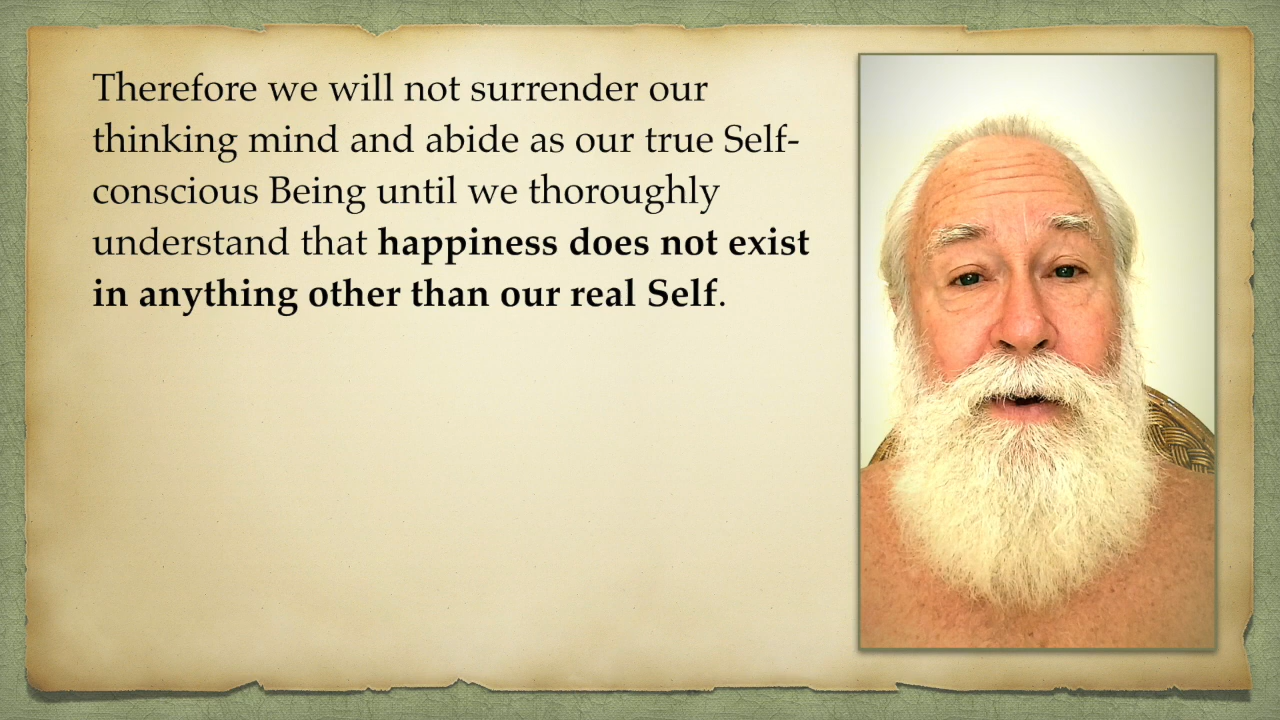 Therefore we will not surrender our
thinking mind and abide as our true Self-
conscious Being until we thoroughly
understand that happiness does not exist
in anything other than our real Self.